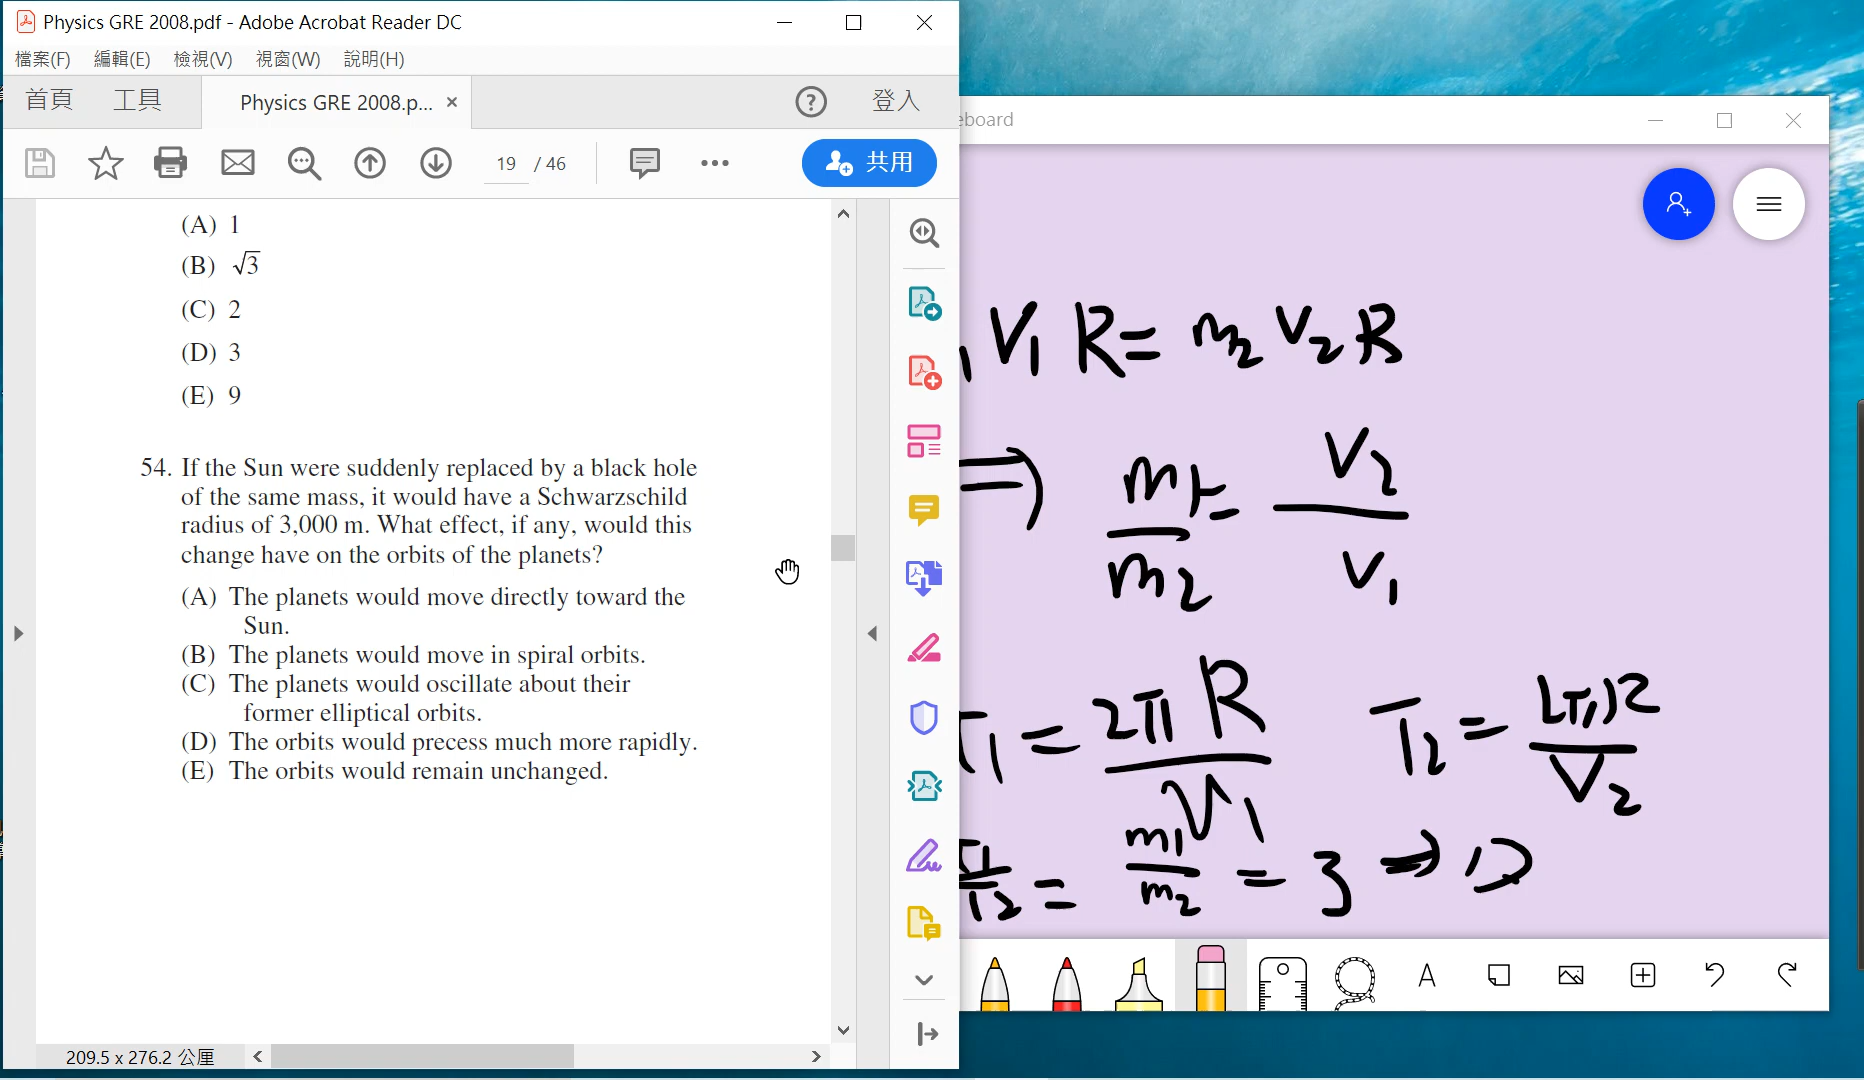 Physics GRE 2008.pdf - Adobe Acrobat Reader DC
檔案(F) 編輯(E) 檢視(V) 視窗(W) 說明(H)
首頁 工具 Physics GRE 2008.p... × ? 登入
19 / 46 共用
(A) 1
(B) √3
(C) 2
(D) 3
(E) 9
54. If the Sun were suddenly replaced by a black hole
of the same mass, it would have a Schwarzschild
radius of 3,000 m. What effect, if any, would this
change have on the orbits of the planets?
(A) The planets would move directly toward the
Sun.
(B) The planets would move in spiral orbits.
(C) The planets would oscillate about their
former elliptical orbits.
(D) The orbits would precess much more rapidly.
(E) The orbits would remain unchanged.
209.5 x 276.2 公厘
eboard
1 V1 R = m2 V2 R
⇒ m1/m2 = V2/V1
T1 = 2π R/V1 T2 = 2πR/V2
T1/T2 = m1/m2 = 3 → D
A